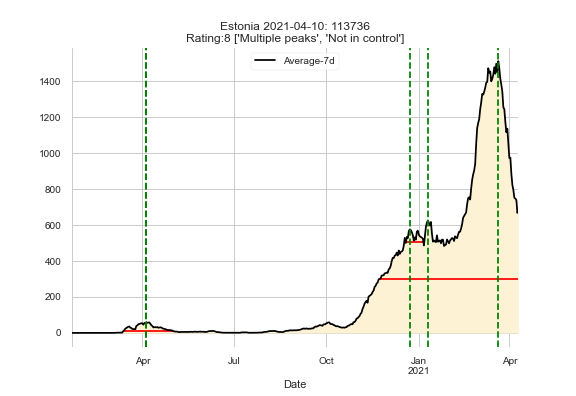 Estonia 2021-04-10: 113736
Rating:8 ['Multiple peaks', 'Not in control']
Average-7d
1400
1200
1000
800
600
400
200
0
Apr Jul Oct Jan Apr
2021
Date